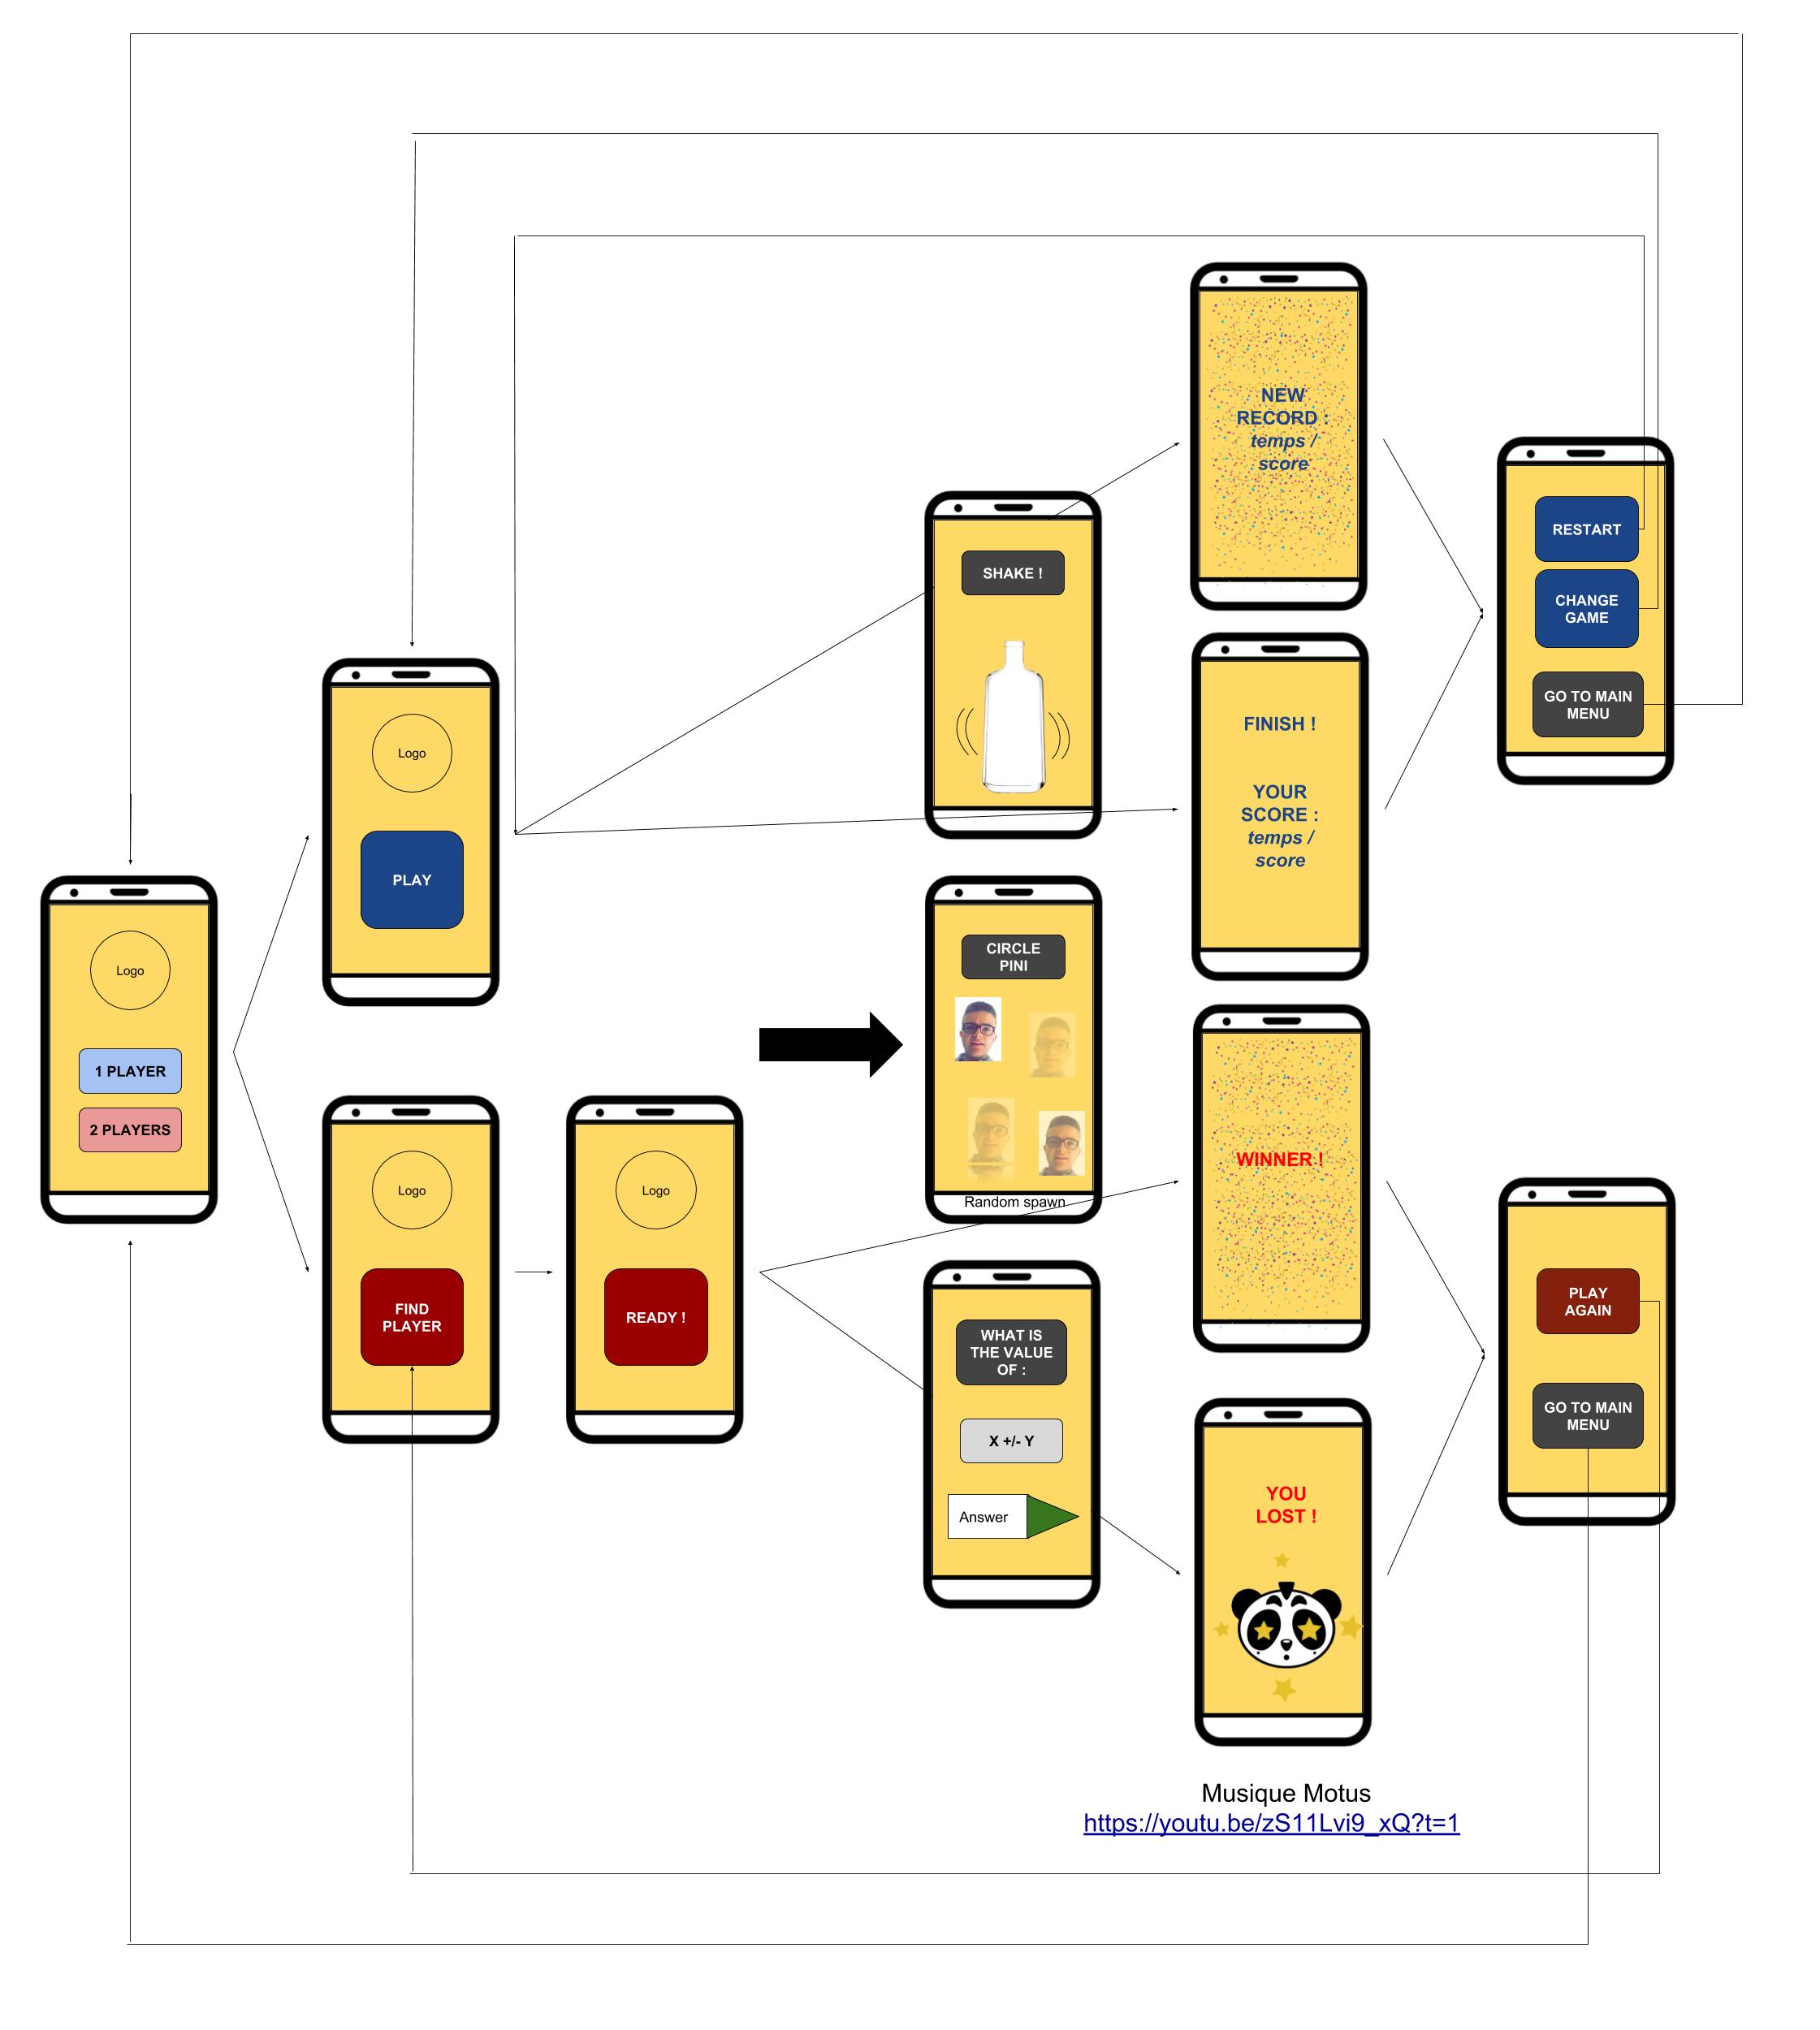 Logo
1 PLAYER
2 PLAYERS
Logo
PLAY
Logo
FIND
PLAYER
Logo
READY !
SHAKE !
CIRCLE
PINI
Random spawn
WHAT IS
THE VALUE
OF :
X +/- Y
Answer
NEW
RECORD :
temps /
score
FINISH !
YOUR
SCORE :
temps /
score
WINNER !
YOU
LOST !
Musique Motus
https://youtu.be/zS11Lvi9_xQ?t=1
RESTART
CHANGE
GAME
GO TO MAIN
MENU
PLAY
AGAIN
GO TO MAIN
MENU